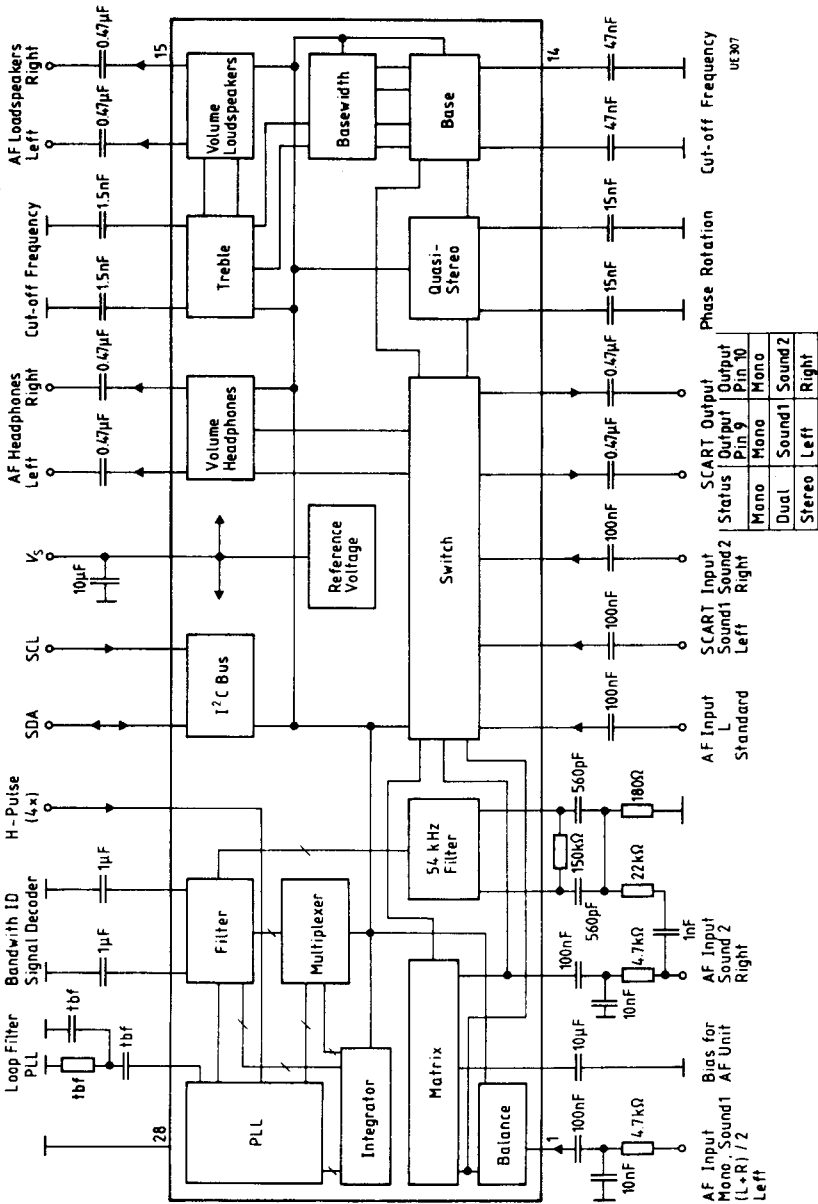 AF Loadspeakers
Left Right
0.47µF
0.47µF
Cut-off Frequency
1.5nF
1.5nF
AF Headphones
Left Right
0.47µF
0.47µF
Vs
10µF
SCL
SDA
H-Pulse
(4x)
Bandwith ID
Signal Decoder
1µF
1µF
Loop Filter
PLL
tbf
tbf
tbf
15
28
14
1
Volume
Loudspeakers
Treble
Volume
Headphones
Reference
Voltage
I²C Bus
Filter
Multiplexer
PLL
Integrator
Basewidth
Base
Quasi-
Stereo
Switch
54 kHz
Filter
Matrix
Balance
47nF
47nF
15nF
15nF
0.47µF
0.47µF
100nF
100nF
100nF
560pF
150kΩ
560pF
180Ω
22kΩ
1nF
100nF
4.7kΩ
10nF
10µF
100nF
4.7kΩ
10nF
AF Input
Mono, Sound1
(L+R) / 2
Left
Bias for
AF Unit
AF Input
Sound 2
Right
AF Input
L
Standard
SCART Input
Sound1 Sound2
Left Right
SCART Output
Status Output Pin 9 Output Pin 10
Mono Mono Mono
Dual Sound1 Sound2
Stereo Left Right
Phase Rotation
Cut-off Frequency
UE307